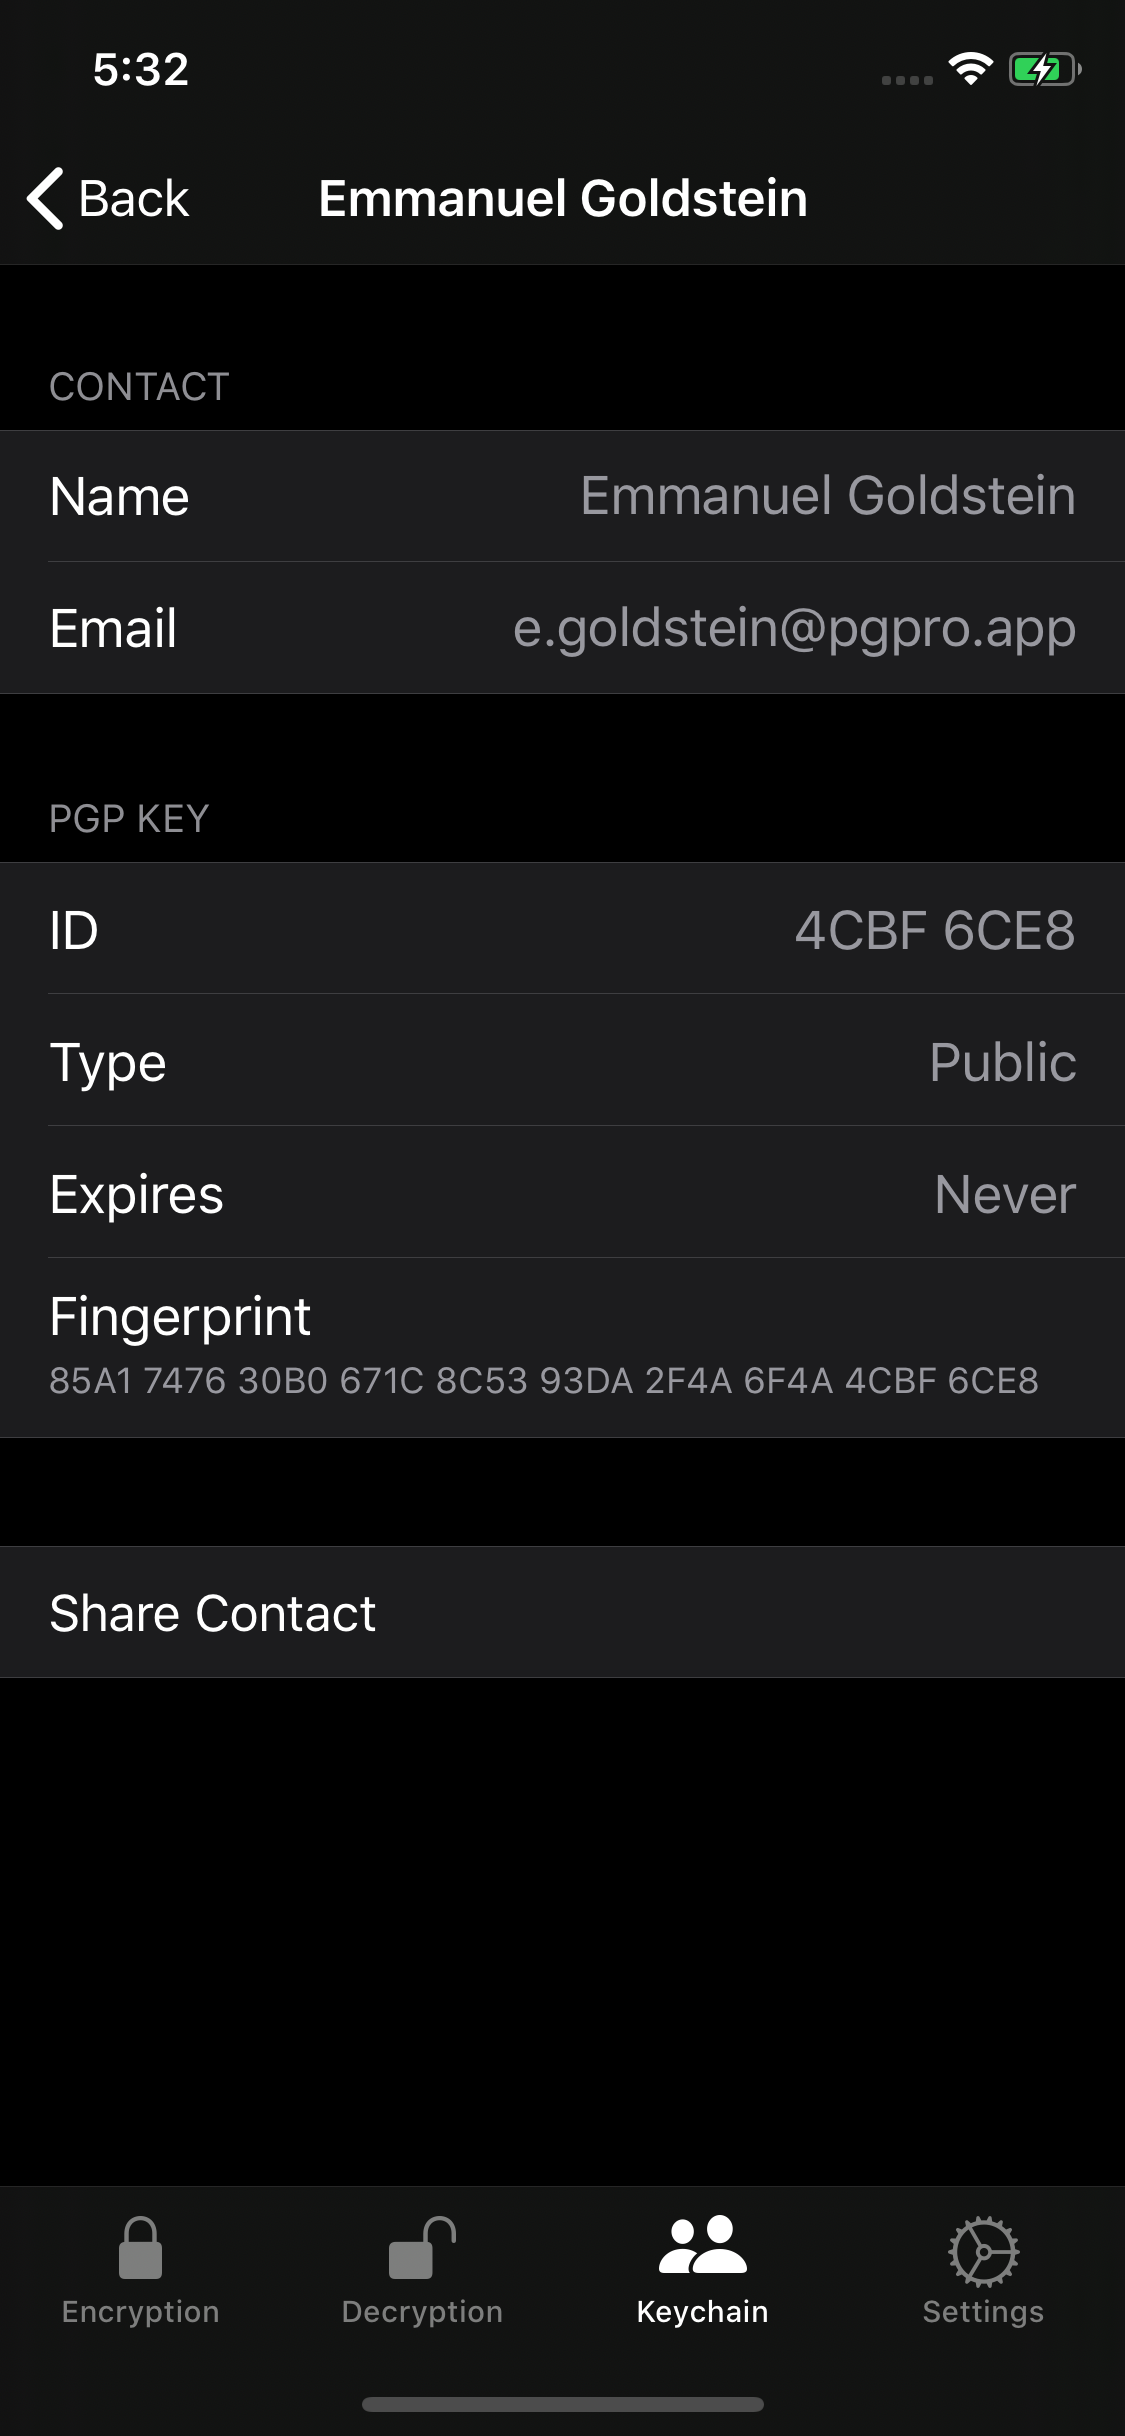 5:32
Back
Emmanuel Goldstein
CONTACT
Name Emmanuel Goldstein
Email e.goldstein@pgpro.app
PGP KEY
ID 4CBF 6CE8
Type Public
Expires Never
Fingerprint
85A1 7476 30B0 671C 8C53 93DA 2F4A 6F4A 4CBF 6CE8
Share Contact
Encryption Decryption Keychain Settings